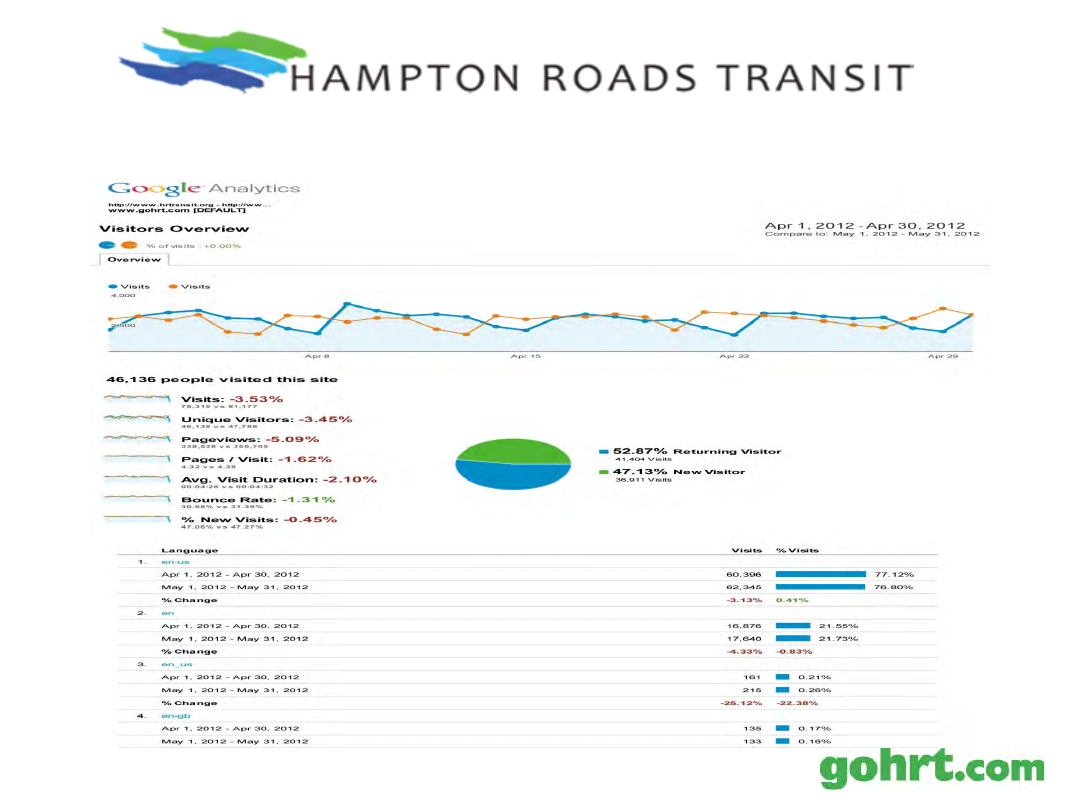 HAMPTON ROADS TRANSIT
Google Analytics
http://www.hrtransit.org - http://ww...
www.gohrt.com [DEFAULT]
Visitors Overview
Apr 1, 2012 - Apr 30, 2012
Compare to: May 1, 2012 - May 31, 2012
% of visits : +0.00%
Overview
Visits Visits
4,000
2,000
Apr 8 Apr 15 Apr 22 Apr 29
46,136 people visited this site
Visits: -3.53%
78,315 vs 81,177
Unique Visitors: -3.45%
46,136 vs 47,786
Pageviews: -5.09%
Pages / Visit: -1.62%
4.32 vs 4.39
Avg. Visit Duration: -2.10%
00:04:26 vs 00:04:32
Bounce Rate: -1.31%
30.98% vs 31.39%
% New Visits: -0.45%
47.06% vs 47.27%
52.87% Returning Visitor
41,404 Visits
47.13% New Visitor
36,911 Visits
Language Visits % Visits
1. en-us
Apr 1, 2012 - Apr 30, 2012 60,396 77.12%
May 1, 2012 - May 31, 2012 62,345 76.80%
% Change -3.13% 0.41%
2. en
Apr 1, 2012 - Apr 30, 2012 16,876 21.55%
May 1, 2012 - May 31, 2012 17,640 21.73%
% Change -4.33% -0.83%
3. en_us
Apr 1, 2012 - Apr 30, 2012 161 0.21%
May 1, 2012 - May 31, 2012 215 0.26%
% Change -25.12% -22.38%
4. en-gb
Apr 1, 2012 - Apr 30, 2012 135 0.17%
May 1, 2012 - May 31, 2012 133 0.16%
gohrt.com